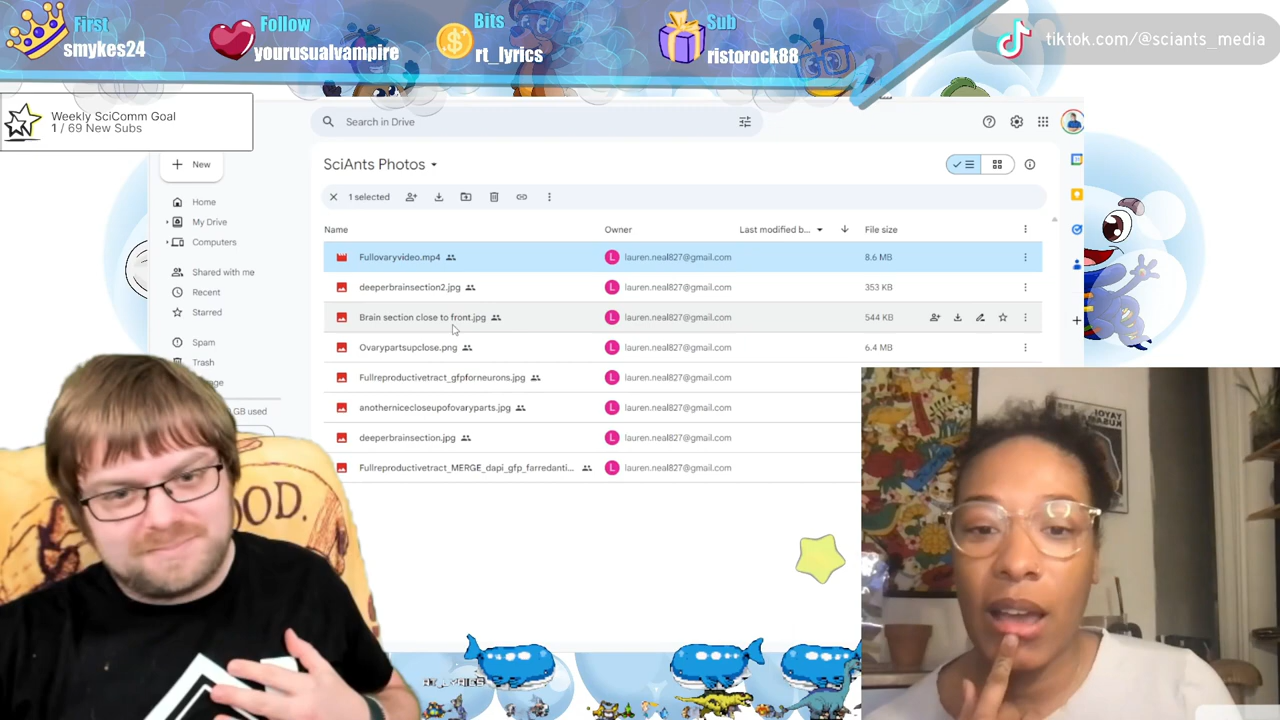 First
smykes24
Follow
yourusualvampire
Bits
rt_lyrics
Sub
ristorock88
tiktok.com/@sciants_media
Weekly SciComm Goal
1 / 69 New Subs
Search in Drive
New
SciAnts Photos
1 selected
Home
My Drive
Computers
Shared with me
Recent
Starred
Spam
Trash
GB used
Name Owner Last modified b... File size
Fullovaryvideo.mp4 L lauren.neal827@gmail.com 8.6 MB
deeperbrainsection2.jpg L lauren.neal827@gmail.com 353 KB
Brain section close to front.jpg L lauren.neal827@gmail.com 544 KB
Ovarypartsupclose.png L lauren.neal827@gmail.com 6.4 MB
Fullreproductivetract_gfpforneurons.jpg L lauren.neal827@gmail.com
anothernicecloseupofovaryparts.jpg L lauren.neal827@gmail.com
deeperbrainsection.jpg L lauren.neal827@gmail.com
Fullreproductivetract_MERGE_dapi_gfp_farredanti... L lauren.neal827@gmail.com
OOD.
YAYOI
KUSA
RT_LYRICS